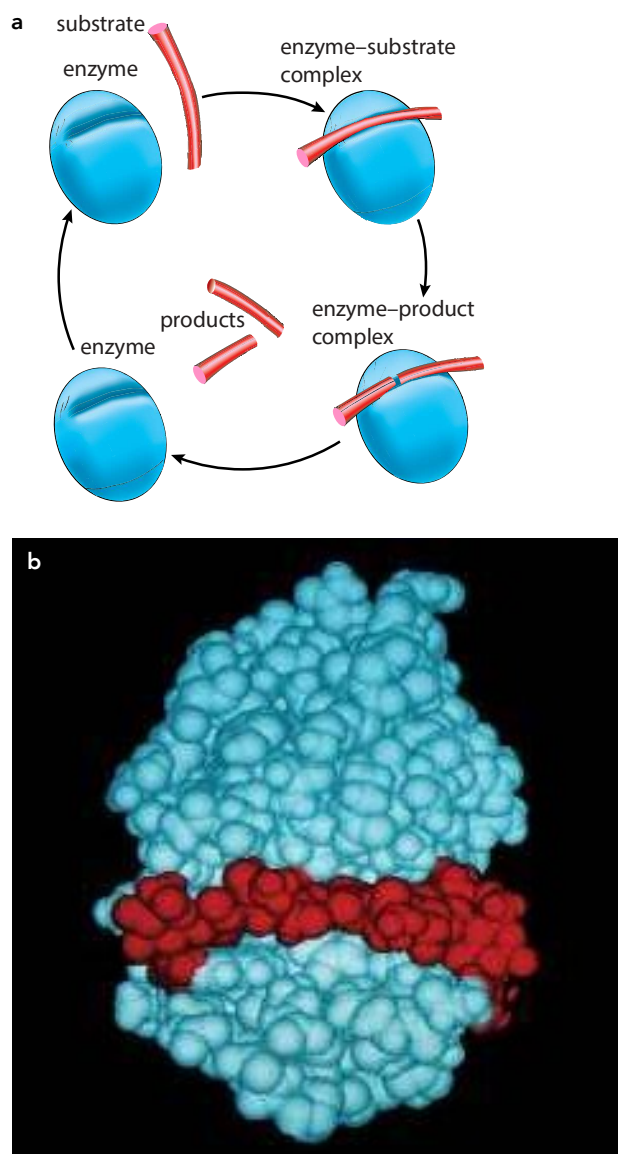 a
substrate
enzyme
enzyme–substrate
complex
enzyme–product
complex
products
enzyme
b